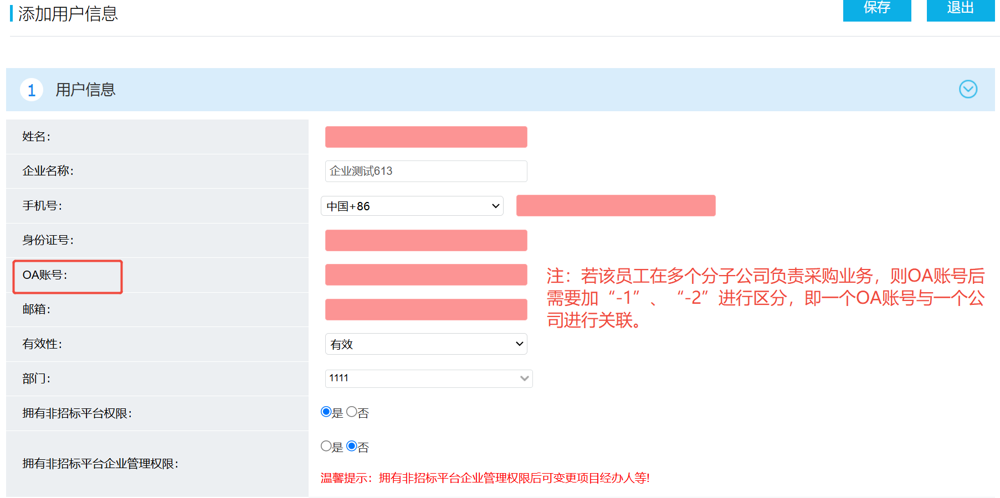 添加用户信息
保存
退出
1 用户信息
姓名：
企业名称： 企业测试613
手机号： 中国+86
身份证号：
OA账号：
注：若该员工在多个分子公司负责采购业务，则OA账号后
需要加“-1”、“-2”进行区分，即一个OA账号与一个公
司进行关联。
邮箱：
有效性： 有效
部门： 1111
拥有非招标平台权限： 是 否
拥有非招标平台企业管理权限： 是 否
温馨提示：拥有非招标平台企业管理权限后可变更项目经办人等!